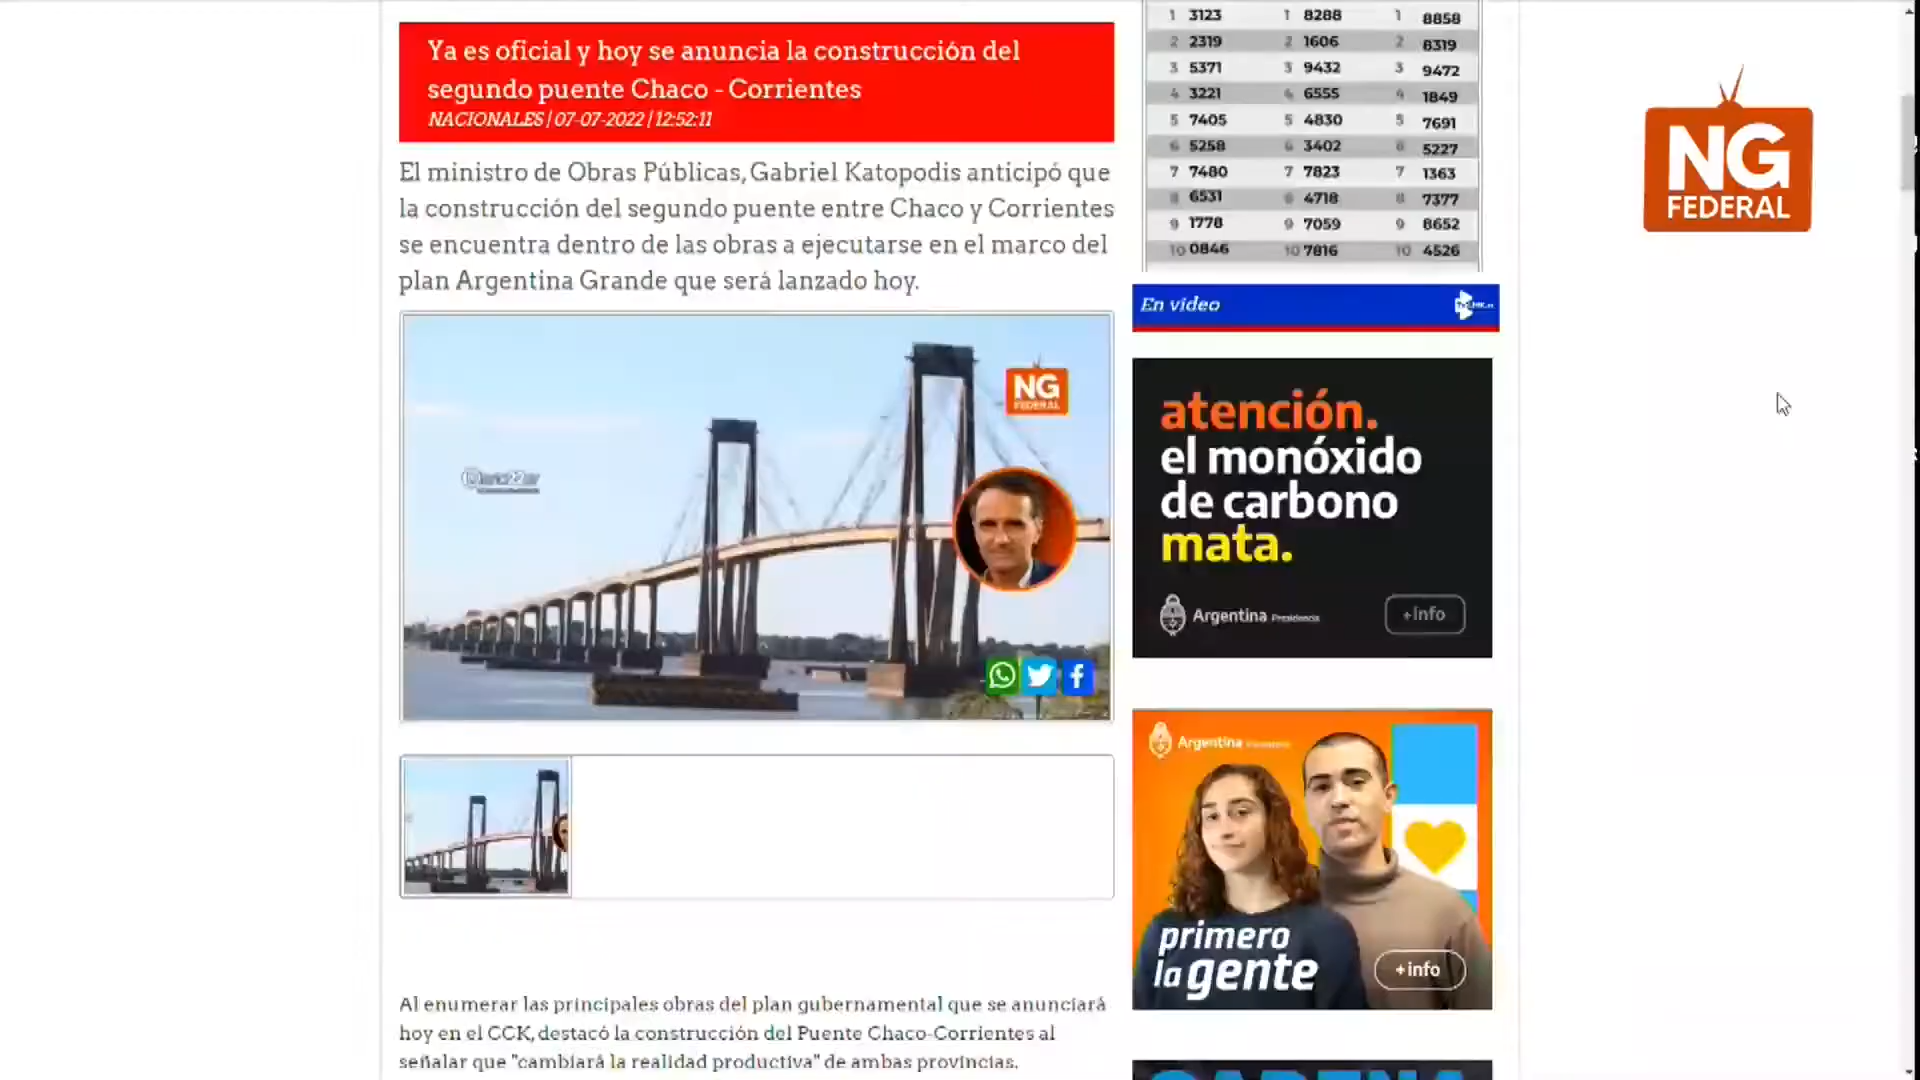 Ya es oficial y hoy se anuncia la construcción del
segundo puente Chaco - Corrientes
NACIONALES | 07-07-2022 | 12:52:11
El ministro de Obras Públicas, Gabriel Katopodis anticipó que
la construcción del segundo puente entre Chaco y Corrientes
se encuentra dentro de las obras a ejecutarse en el marco del
plan Argentina Grande que será lanzado hoy.
NG
FEDERAL
Al enumerar las principales obras del plan gubernamental que se anunciará
hoy en el CCK, destacó la construcción del Puente Chaco-Corrientes al
señalar que "cambiará la realidad productiva" de ambas provincias.
1 3123 1 8288 1 8858
2 2319 2 1606 2 8319
3 5371 3 9432 3 9472
4 3221 4 6555 4 1849
5 7405 5 4830 5 7691
6 5258 6 3402 6 5227
7 7480 7 7823 7 1363
8 6531 8 4718 8 7377
9 1778 9 7059 9 8652
10 0846 10 7816 10 4526
En video
atención.
el monóxido
de carbono
mata.
Argentina Presidencia
+info
Argentina
primero
la gente
+info
NG
FEDERAL